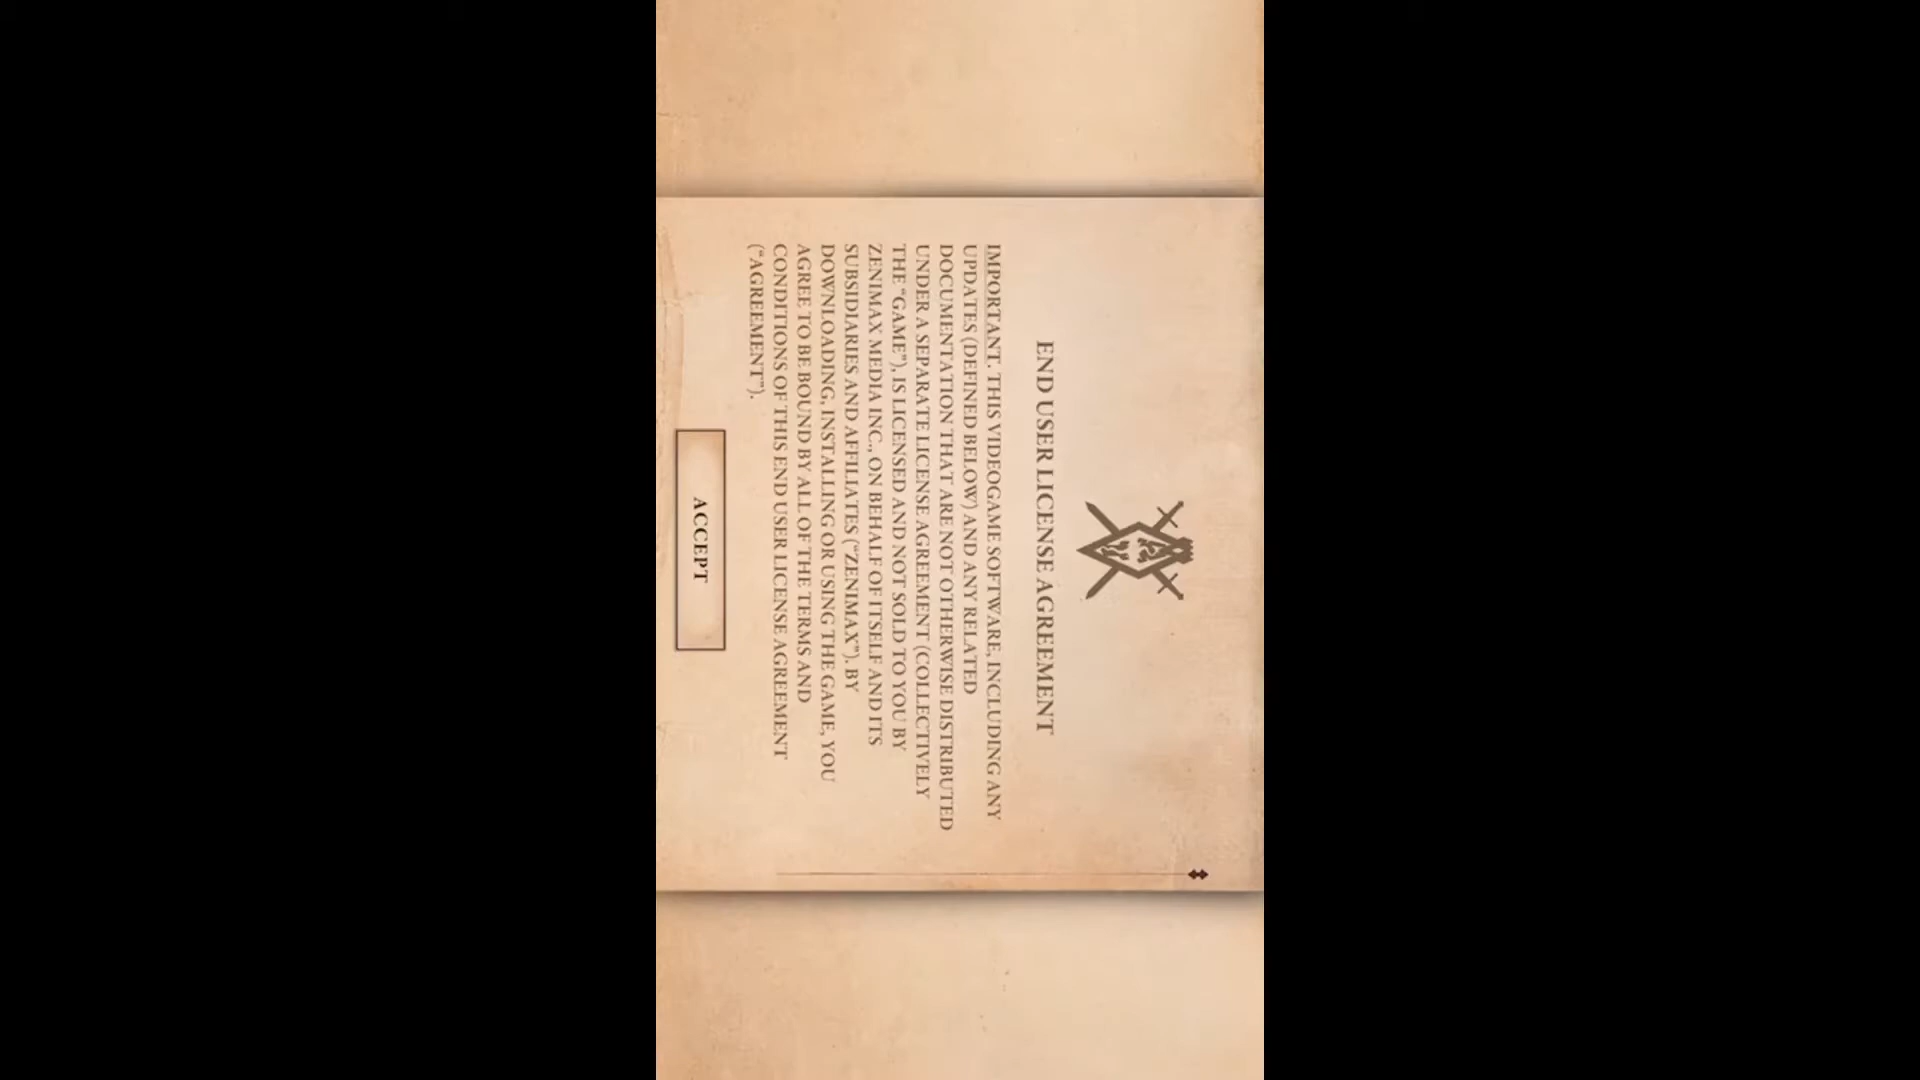 END USER LICENSE AGREEMENT
IMPORTANT. THIS VIDEOGAME SOFTWARE, INCLUDING ANY
UPDATES (DEFINED BELOW) AND ANY RELATED
DOCUMENTATION THAT ARE NOT OTHERWISE DISTRIBUTED
UNDER A SEPARATE LICENSE AGREEMENT (COLLECTIVELY
THE “GAME”), IS LICENSED AND NOT SOLD TO YOU BY
ZENIMAX MEDIA INC., ON BEHALF OF ITSELF AND ITS
SUBSIDIARIES AND AFFILIATES (“ZENIMAX”). BY
DOWNLOADING, INSTALLING OR USING THE GAME, YOU
AGREE TO BE BOUND BY ALL OF THE TERMS AND
CONDITIONS OF THIS END USER LICENSE AGREEMENT
(“AGREEMENT”).
ACCEPT